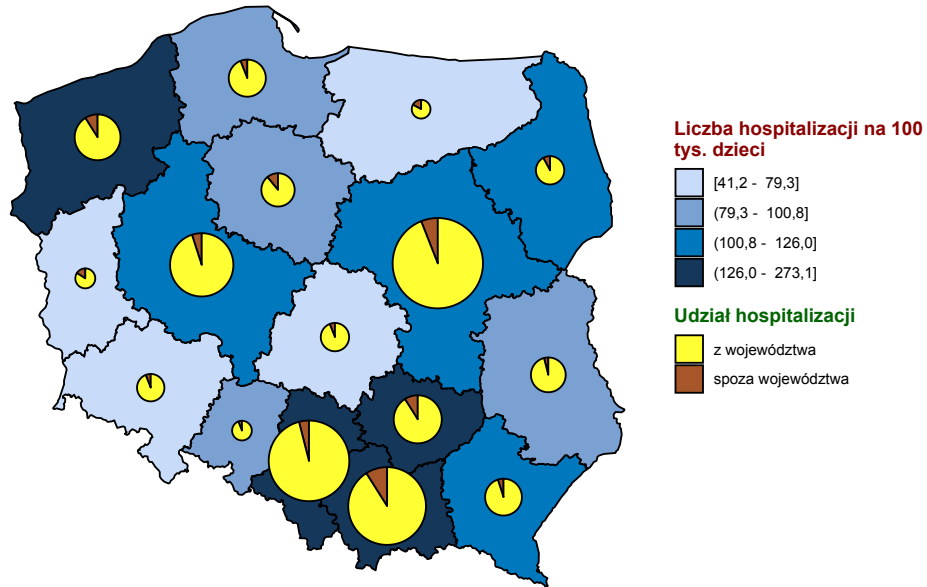 Liczba hospitalizacji na 100
tys. dzieci
[41,2 - 79,3]
(79,3 - 100,8]
(100,8 - 126,0]
(126,0 - 273,1]
Udział hospitalizacji
z województwa
spoza województwa